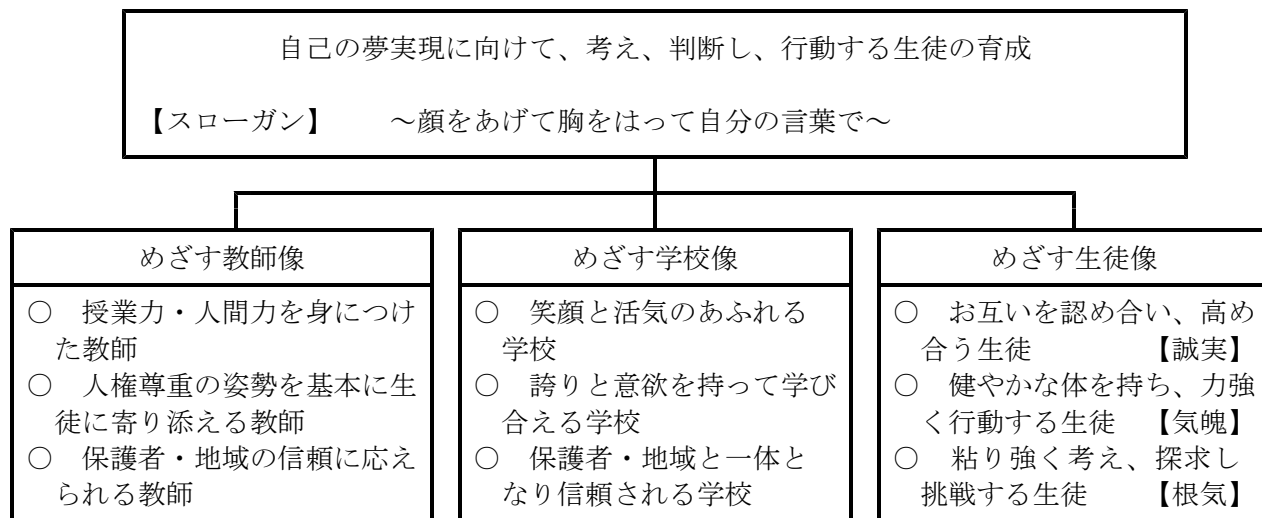 自己の夢実現に向けて、考え、判断し、行動する生徒の育成
【スローガン】　～顔をあげて胸をはって自分の言葉で～
めざす教師像
○　授業力・人間力を身につけ
た教師
○　人権尊重の姿勢を基本に生
徒に寄り添える教師
○　保護者・地域の信頼に応え
られる教師
めざす学校像
○　笑顔と活気のあふれる
学校
○　誇りと意欲を持って学び
合える学校
○　保護者・地域と一体と
なり信頼される学校
めざす生徒像
○　お互いを認め合い、高め
合う生徒　【誠実】
○　健やかな体を持ち、力強
く行動する生徒　【気魄】
○　粘り強く考え、探求し
挑戦する生徒　【根気】